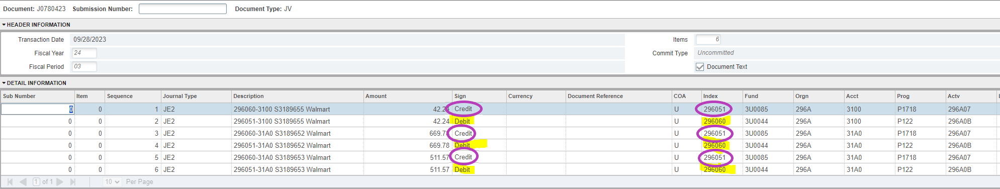 Document: J0780423 Submission Number: Document Type: JV
HEADER INFORMATION
Transaction Date 09/28/2023 Items 6
Fiscal Year 24 Commit Type Uncommitted
Fiscal Period 03 Document Text
DETAIL INFORMATION
Sub Number Item Sequence Journal Type Description Amount Sign Currency Document Reference COA Index Fund Orgn Acct Prog Actv
0 0 1 JE2 296060-3100 S3189655 Walmart 42.24 Credit U 296051 3U0085 296A 3100 P1718 296A07
0 0 2 JE2 296051-3100 S3189655 Walmart 42.24 Debit U 296060 3U0044 296A 3100 P122 296A0B
0 0 3 JE2 296060-31A0 S3189652 Walmart 669.78 Credit U 296051 3U0085 296A 31A0 P1718 296A07
0 0 4 JE2 296051-31A0 S3189652 Walmart 669.78 Debit U 296060 3U0044 296A 31A0 P122 296A0B
0 0 5 JE2 296060-31A0 S3189653 Walmart 511.57 Credit U 296051 3U0085 296A 31A0 P1718 296A07
0 0 6 JE2 296051-31A0 S3189653 Walmart 511.57 Debit U 296060 3U0044 296A 31A0 P122 296A0B
1 of 1 10 Per Page